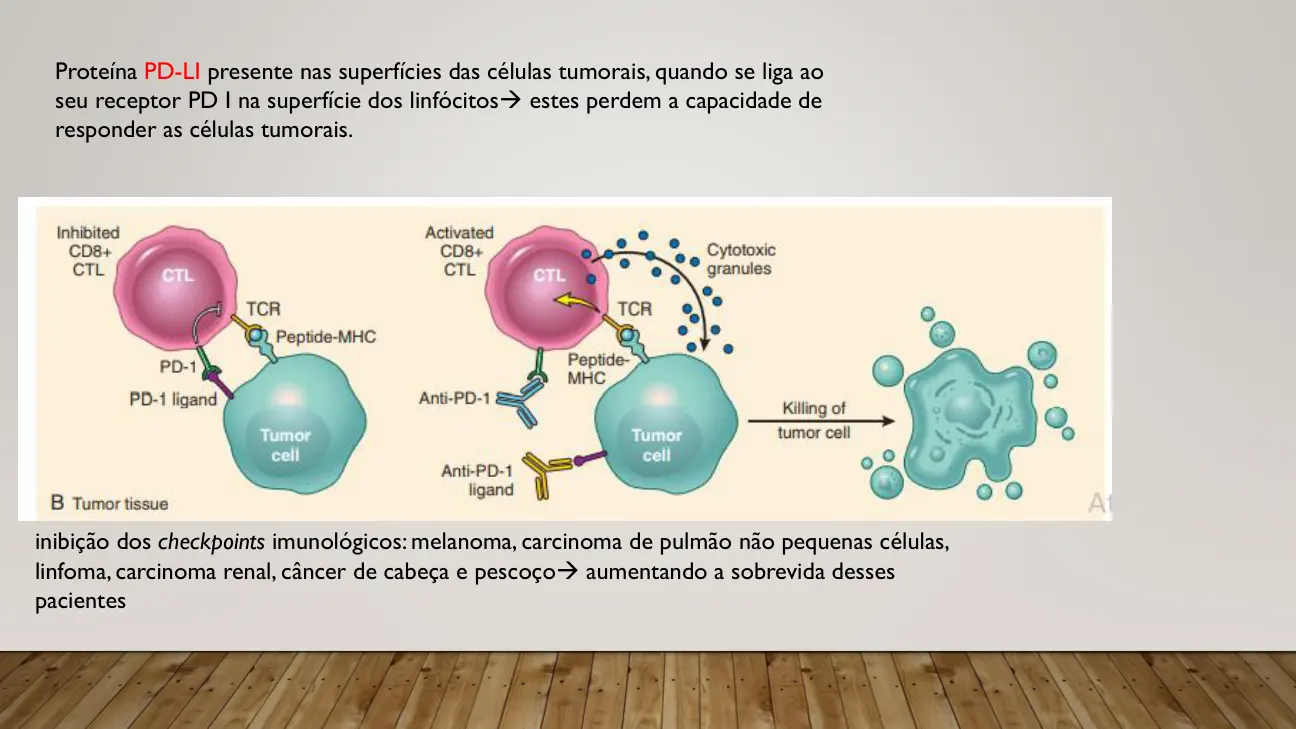 Proteína PD-LI presente nas superfícies das células tumorais, quando se liga ao
seu receptor PD I na superfície dos linfócitos→ estes perdem a capacidade de
responder as células tumorais.
Inhibited
CD8+
CTL
CTL
TCR
Peptide-MHC
PD-1
PD-1 ligand
Tumor
cell
B Tumor tissue
Activated
CD8+
CTL
CTL
Cytotoxic
granules
TCR
Peptide-
MHC
Anti-PD-1
Tumor
cell
Anti-PD-1
ligand
Killing of
tumor cell
inibição dos checkpoints imunológicos: melanoma, carcinoma de pulmão não pequenas células,
linfoma, carcinoma renal, câncer de cabeça e pescoço→ aumentando a sobrevida desses
pacientes